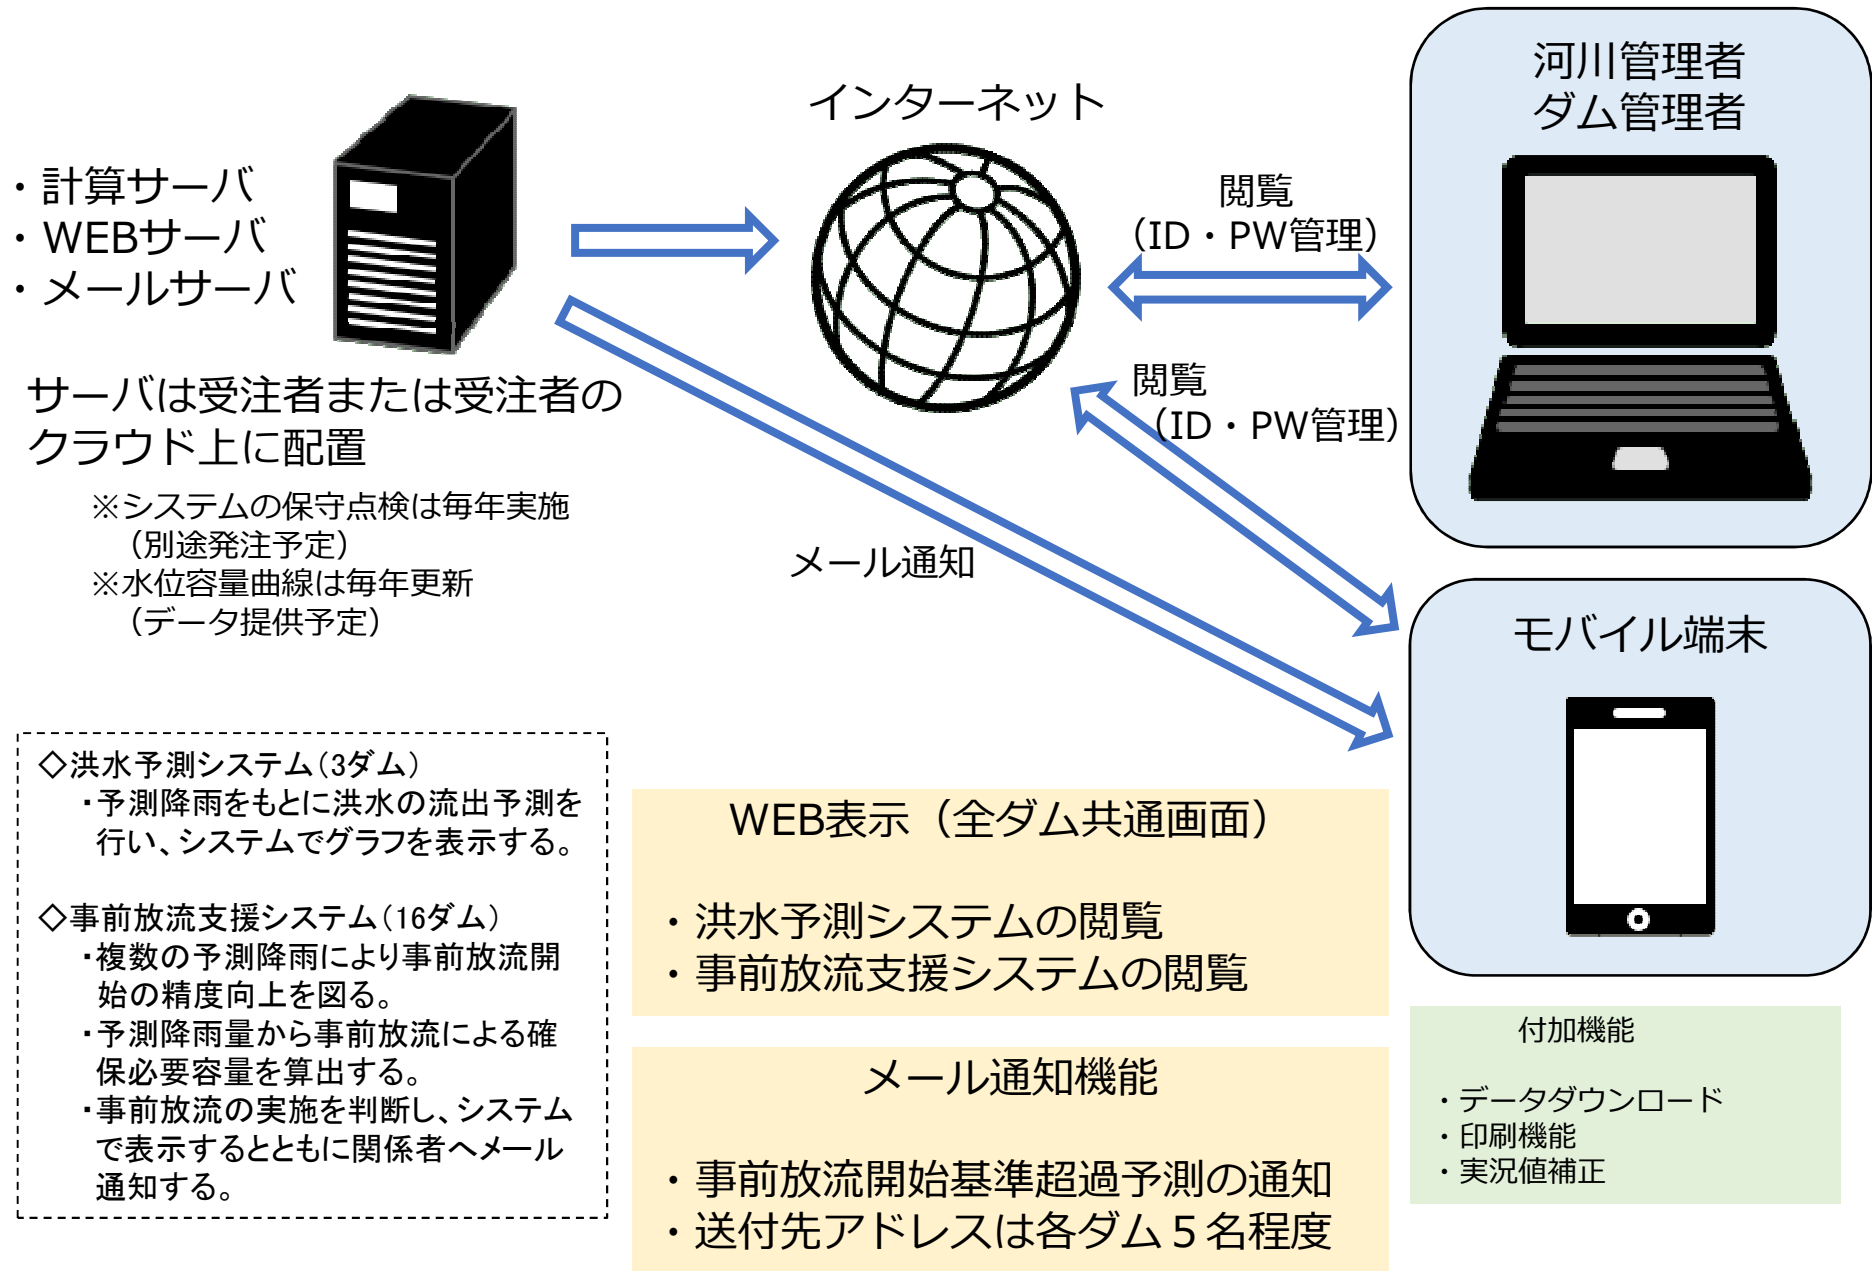 ・計算サーバ
・WEBサーバ
・メールサーバ
サーバは受注者または受注者の
クラウド上に配置
※システムの保守点検は毎年実施
（別途発注予定）
※水位容量曲線は毎年更新
（データ提供予定）
インターネット
閲覧
（ID・PW管理）
閲覧
（ID・PW管理）
メール通知
河川管理者
ダム管理者
モバイル端末
◇洪水予測システム（3ダム）
・予測降雨をもとに洪水の流出予測を
行い、システムでグラフを表示する。
◇事前放流支援システム（16ダム）
・複数の予測降雨により事前放流開
始の精度向上を図る。
・予測降雨量から事前放流による確
保必要容量を算出する。
・事前放流の実施を判断し、システム
で表示するとともに関係者へメール
通知する。
WEB表示（全ダム共通画面）
・洪水予測システムの閲覧
・事前放流支援システムの閲覧
メール通知機能
・事前放流開始基準超過予測の通知
・送付先アドレスは各ダム５名程度
付加機能
・データダウンロード
・印刷機能
・実況値補正